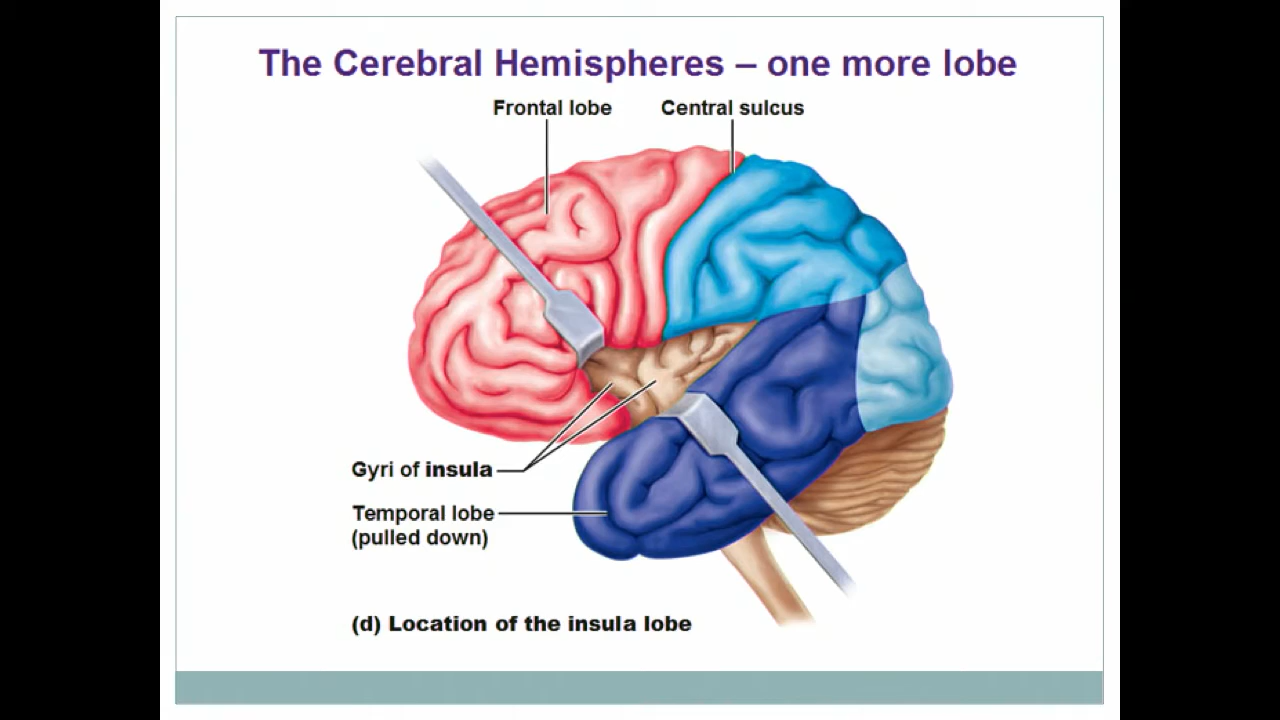 The Cerebral Hemispheres – one more lobe
Frontal lobe
Central sulcus
Gyri of insula
Temporal lobe
(pulled down)
(d) Location of the insula lobe